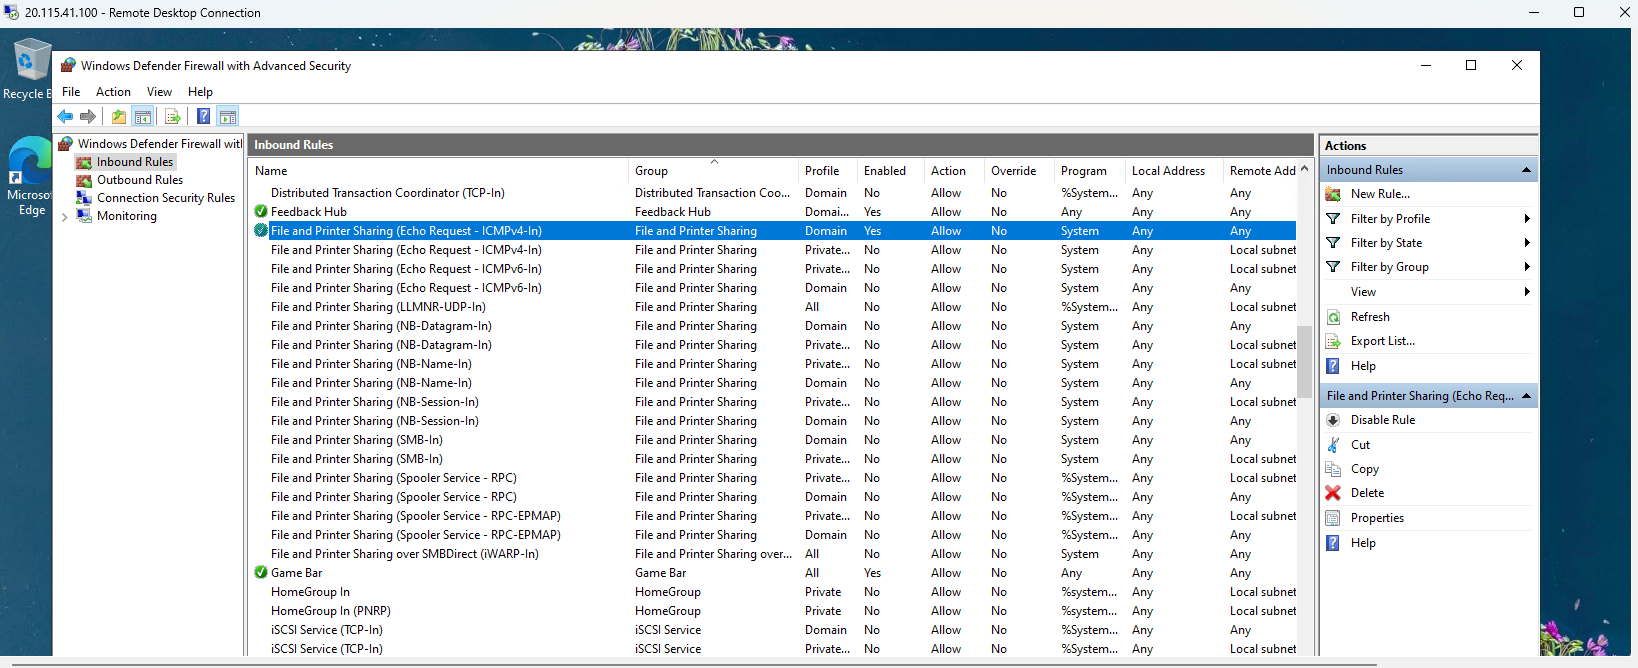 20.115.41.100 - Remote Desktop Connection
Recycle B
Microso
Edge
Windows Defender Firewall with Advanced Security
File Action View Help
Windows Defender Firewall witl
Inbound Rules
Outbound Rules
Connection Security Rules
Monitoring
Inbound Rules
Name Group Profile Enabled Action Override Program Local Address Remote Add
Distributed Transaction Coordinator (TCP-In) Distributed Transaction Coo... Domain No Allow No %System... Any Any
Feedback Hub Feedback Hub Domai... Yes Allow No Any Any Any
File and Printer Sharing (Echo Request - ICMPv4-In) File and Printer Sharing Domain Yes Allow No System Any Any
File and Printer Sharing (Echo Request - ICMPv4-In) File and Printer Sharing Private... No Allow No System Any Local subnet
File and Printer Sharing (Echo Request - ICMPv6-In) File and Printer Sharing Private... No Allow No System Any Local subnet
File and Printer Sharing (Echo Request - ICMPv6-In) File and Printer Sharing Domain No Allow No System Any Any
File and Printer Sharing (LLMNR-UDP-In) File and Printer Sharing All No Allow No %System... Any Local subnet
File and Printer Sharing (NB-Datagram-In) File and Printer Sharing Domain No Allow No System Any Any
File and Printer Sharing (NB-Datagram-In) File and Printer Sharing Private... No Allow No System Any Local subnet
File and Printer Sharing (NB-Name-In) File and Printer Sharing Private... No Allow No System Any Local subnet
File and Printer Sharing (NB-Name-In) File and Printer Sharing Domain No Allow No System Any Any
File and Printer Sharing (NB-Session-In) File and Printer Sharing Private... No Allow No System Any Local subnet
File and Printer Sharing (NB-Session-In) File and Printer Sharing Domain No Allow No System Any Any
File and Printer Sharing (SMB-In) File and Printer Sharing Domain No Allow No System Any Any
File and Printer Sharing (SMB-In) File and Printer Sharing Private... No Allow No System Any Local subnet
File and Printer Sharing (Spooler Service - RPC) File and Printer Sharing Private... No Allow No %System... Any Local subnet
File and Printer Sharing (Spooler Service - RPC) File and Printer Sharing Domain No Allow No %System... Any Any
File and Printer Sharing (Spooler Service - RPC-EPMAP) File and Printer Sharing Private... No Allow No %System... Any Local subnet
File and Printer Sharing (Spooler Service - RPC-EPMAP) File and Printer Sharing Domain No Allow No %System... Any Any
File and Printer Sharing over SMBDirect (iWARP-In) File and Printer Sharing over... All No Allow No System Any Any
Game Bar Game Bar All Yes Allow No Any Any Any
HomeGroup In HomeGroup Private No Allow No %system... Any Local subnet
HomeGroup In (PNRP) HomeGroup Private No Allow No %system... Any Local subnet
iSCSI Service (TCP-In) iSCSI Service Domain No Allow No %System... Any Any
iSCSI Service (TCP-In) iSCSI Service Private... No Allow No %System... Any Local subnet
Actions
Inbound Rules
New Rule...
Filter by Profile
Filter by State
Filter by Group
View
Refresh
Export List...
Help
File and Printer Sharing (Echo Req...
Disable Rule
Cut
Copy
Delete
Properties
Help